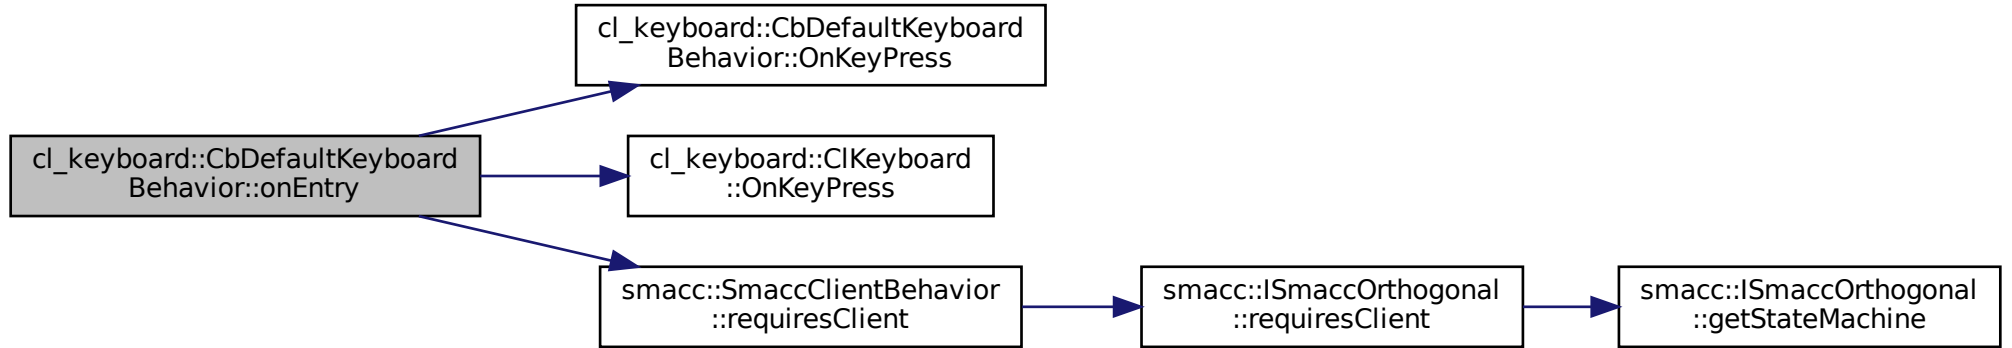 cl_keyboard::CbDefaultKeyboard
Behavior::OnKeyPress
cl_keyboard::CbDefaultKeyboard
Behavior::onEntry
cl_keyboard::ClKeyboard
::OnKeyPress
smacc::SmaccClientBehavior
::requiresClient
smacc::ISmaccOrthogonal
::requiresClient
smacc::ISmaccOrthogonal
::getStateMachine